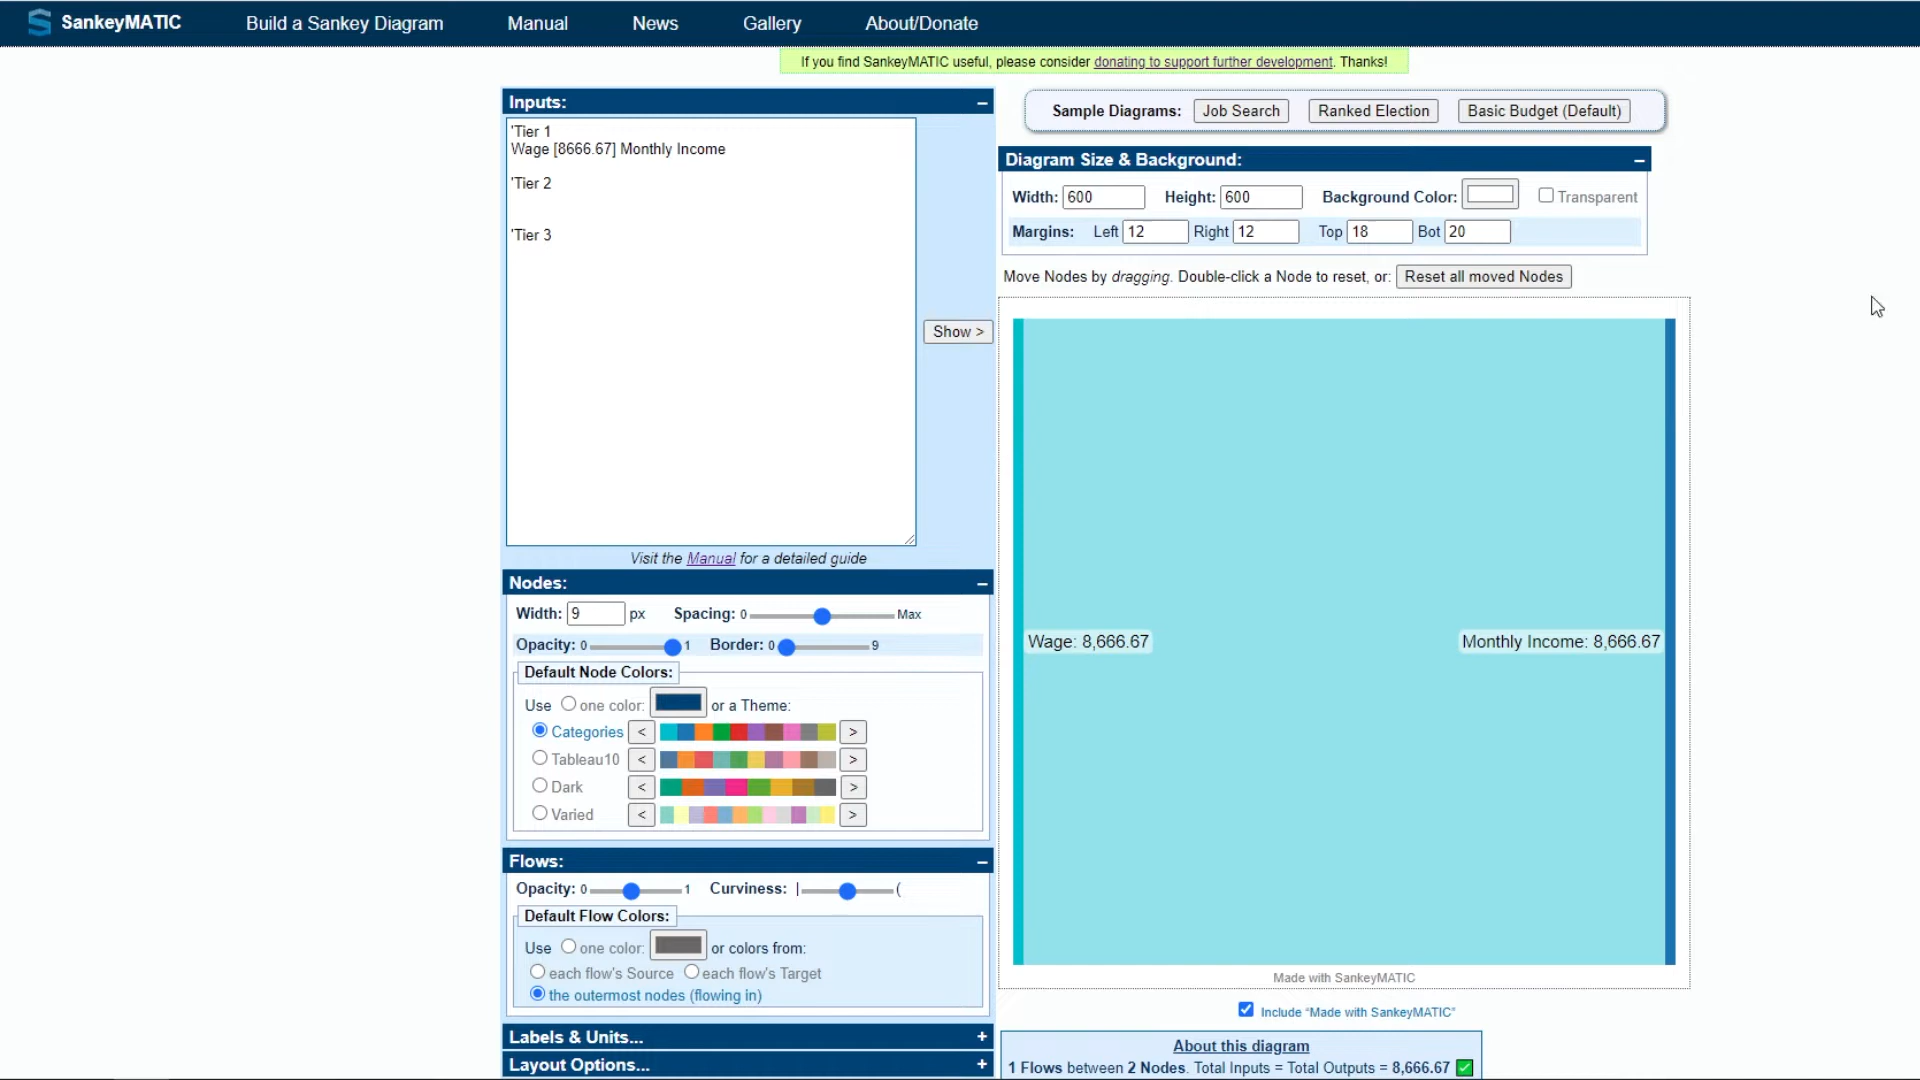 SankeyMATIC Build a Sankey Diagram Manual News Gallery About/Donate
If you find SankeyMATIC useful, please consider donating to support further development. Thanks!
Inputs: –
'Tier 1
Wage [8666.67] Monthly Income
'Tier 2
'Tier 3
Show >
Visit the Manual for a detailed guide
Nodes: –
Width: 9 px Spacing: 0 Max
Opacity: 0 1 Border: 0 9
Default Node Colors:
Use one color: or a Theme:
Categories < >
Tableau10 < >
Dark < >
Varied < >
Flows: –
Opacity: 0 1 Curviness: | (
Default Flow Colors:
Use one color: or colors from:
each flow's Source each flow's Target
the outermost nodes (flowing in)
Labels & Units... +
Layout Options... +
Sample Diagrams: Job Search Ranked Election Basic Budget (Default)
Diagram Size & Background: –
Width: 600 Height: 600 Background Color: Transparent
Margins: Left 12 Right 12 Top 18 Bot 20
Move Nodes by dragging. Double-click a Node to reset, or: Reset all moved Nodes
Wage: 8,666.67 Monthly Income: 8,666.67
Made with SankeyMATIC
Include "Made with SankeyMATIC"
About this diagram
1 Flows between 2 Nodes. Total Inputs = Total Outputs = 8,666.67 ✅